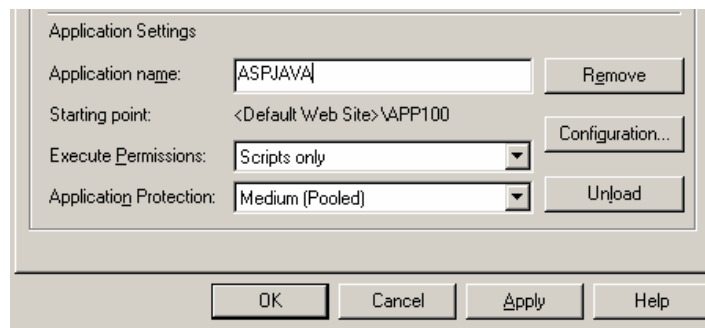 Application Settings
Application name: ASPJAVA Remove
Starting point: <Default Web Site>\APP100
Configuration...
Execute Permissions: Scripts only
Application Protection: Medium (Pooled) Unload
OK Cancel Apply Help